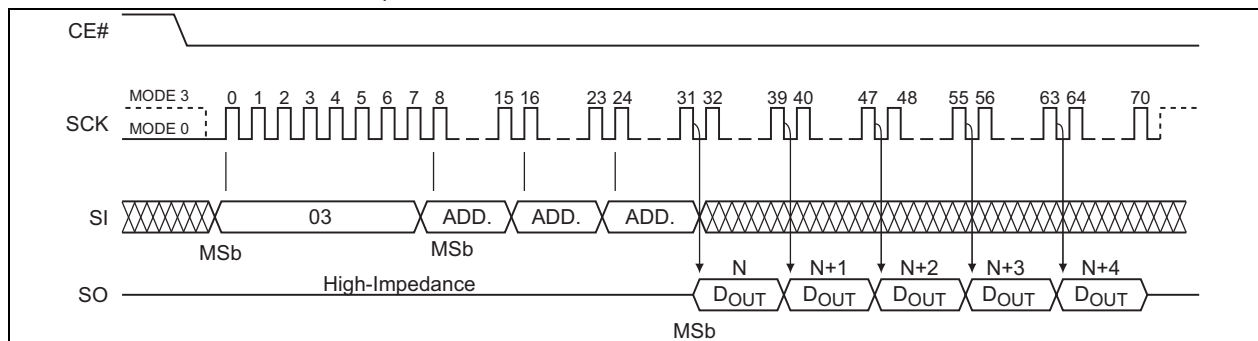 CE#
MODE 3 0 1 2 3 4 5 6 7 8 15 16 23 24 31 32 39 40 47 48 55 56 63 64 70
SCK MODE 0
SI 03 ADD. ADD. ADD.
MSb MSb
N N+1 N+2 N+3 N+4
SO High-Impedance DOUT DOUT DOUT DOUT DOUT
MSb